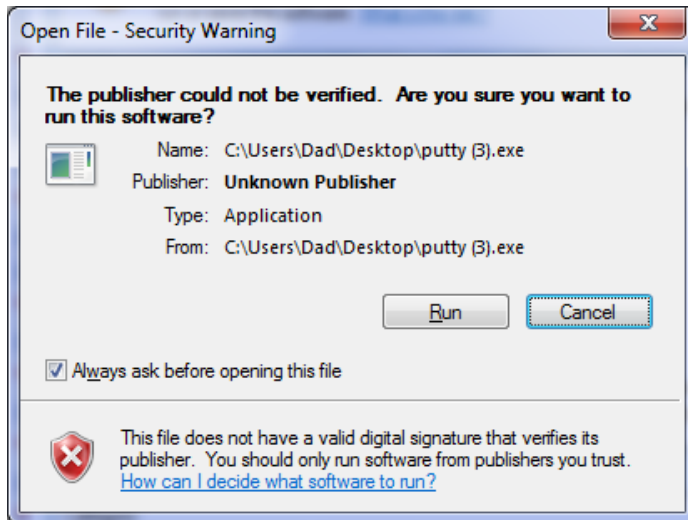 Open File - Security Warning
The publisher could not be verified.  Are you sure you want to
run this software?
Name: C:\Users\Dad\Desktop\putty (3).exe
Publisher: Unknown Publisher
Type: Application
From: C:\Users\Dad\Desktop\putty (3).exe
Run Cancel
Always ask before opening this file
This file does not have a valid digital signature that verifies its
publisher.  You should only run software from publishers you trust.
How can I decide what software to run?